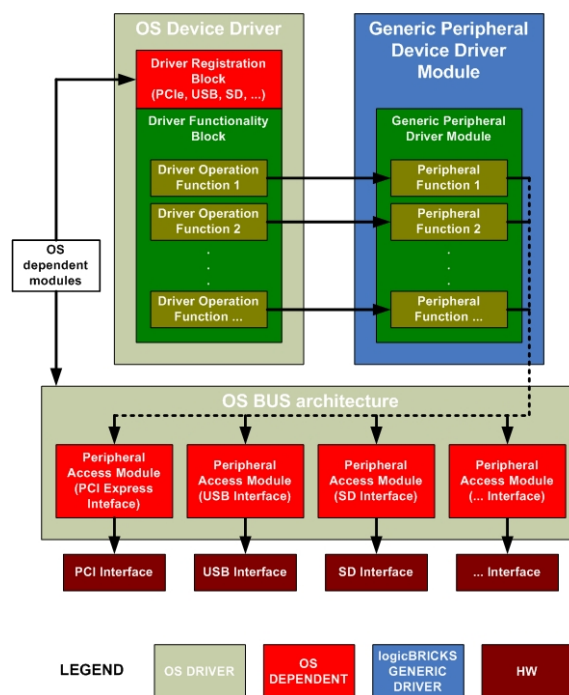 OS Device Driver
Generic Peripheral
Device Driver
Module
Driver Registration
Block
(PCIe, USB, SD, ...)
Driver Functionality
Block
Generic Peripheral
Driver Module
Driver Operation
Function 1
Peripheral
Function 1
Driver Operation
Function 2
Peripheral
Function 2
OS
dependent
modules
.
.
.
.
.
.
Driver Operation
Function ...
Peripheral
Function ...
OS BUS architecture
Peripheral
Access Module
(PCI Express
Inteface)
Peripheral
Access Module
(USB Interface)
Peripheral
Access Module
(SD Interface)
Peripheral
Access Module
(... Interface)
PCI Interface
USB Interface
SD Interface
... Interface
LEGEND
OS DRIVER
OS
DEPENDENT
logicBRICKS
GENERIC
DRIVER
HW